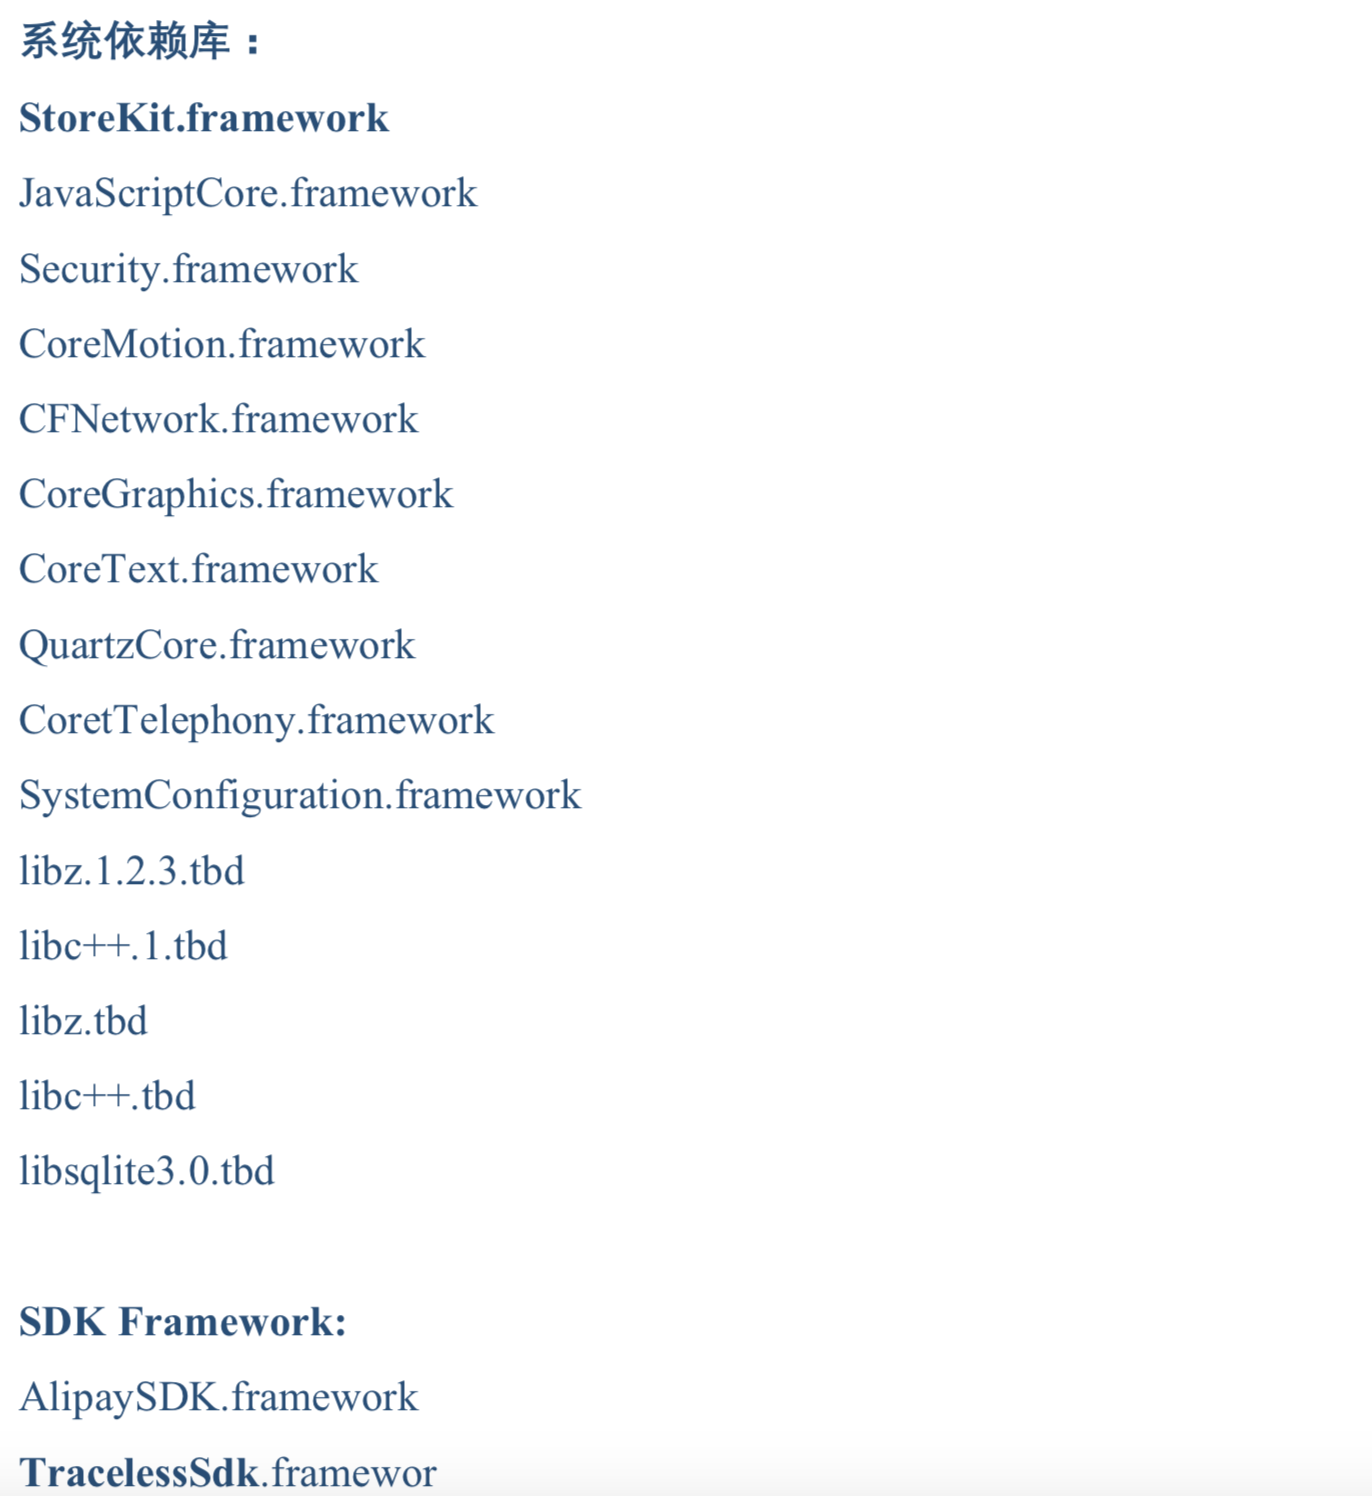 系统依赖库：
StoreKit.framework
JavaScriptCore.framework
Security.framework
CoreMotion.framework
CFNetwork.framework
CoreGraphics.framework
CoreText.framework
QuartzCore.framework
CoretTelephony.framework
SystemConfiguration.framework
libz.1.2.3.tbd
libc++.1.tbd
libz.tbd
libc++.tbd
libsqlite3.0.tbd
SDK Framework:
AlipaySDK.framework
TracelessSdk.framewor